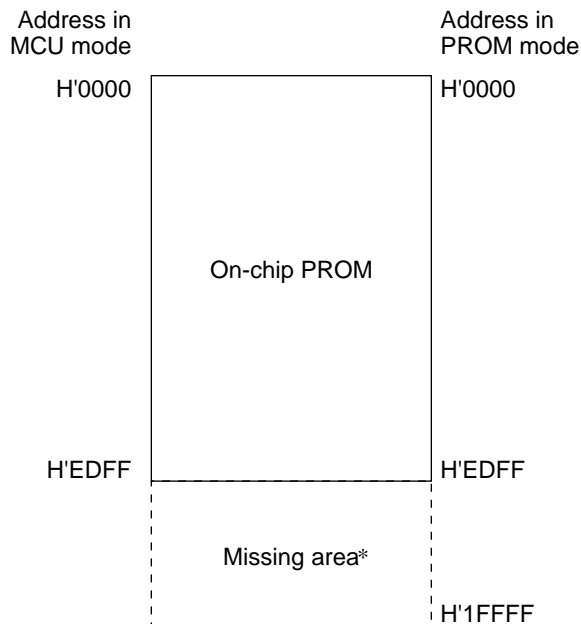 Address in
MCU mode
Address in
PROM mode
H'0000
H'0000
On-chip PROM
H'EDFF
H'EDFF
Missing area*
H'1FFFF